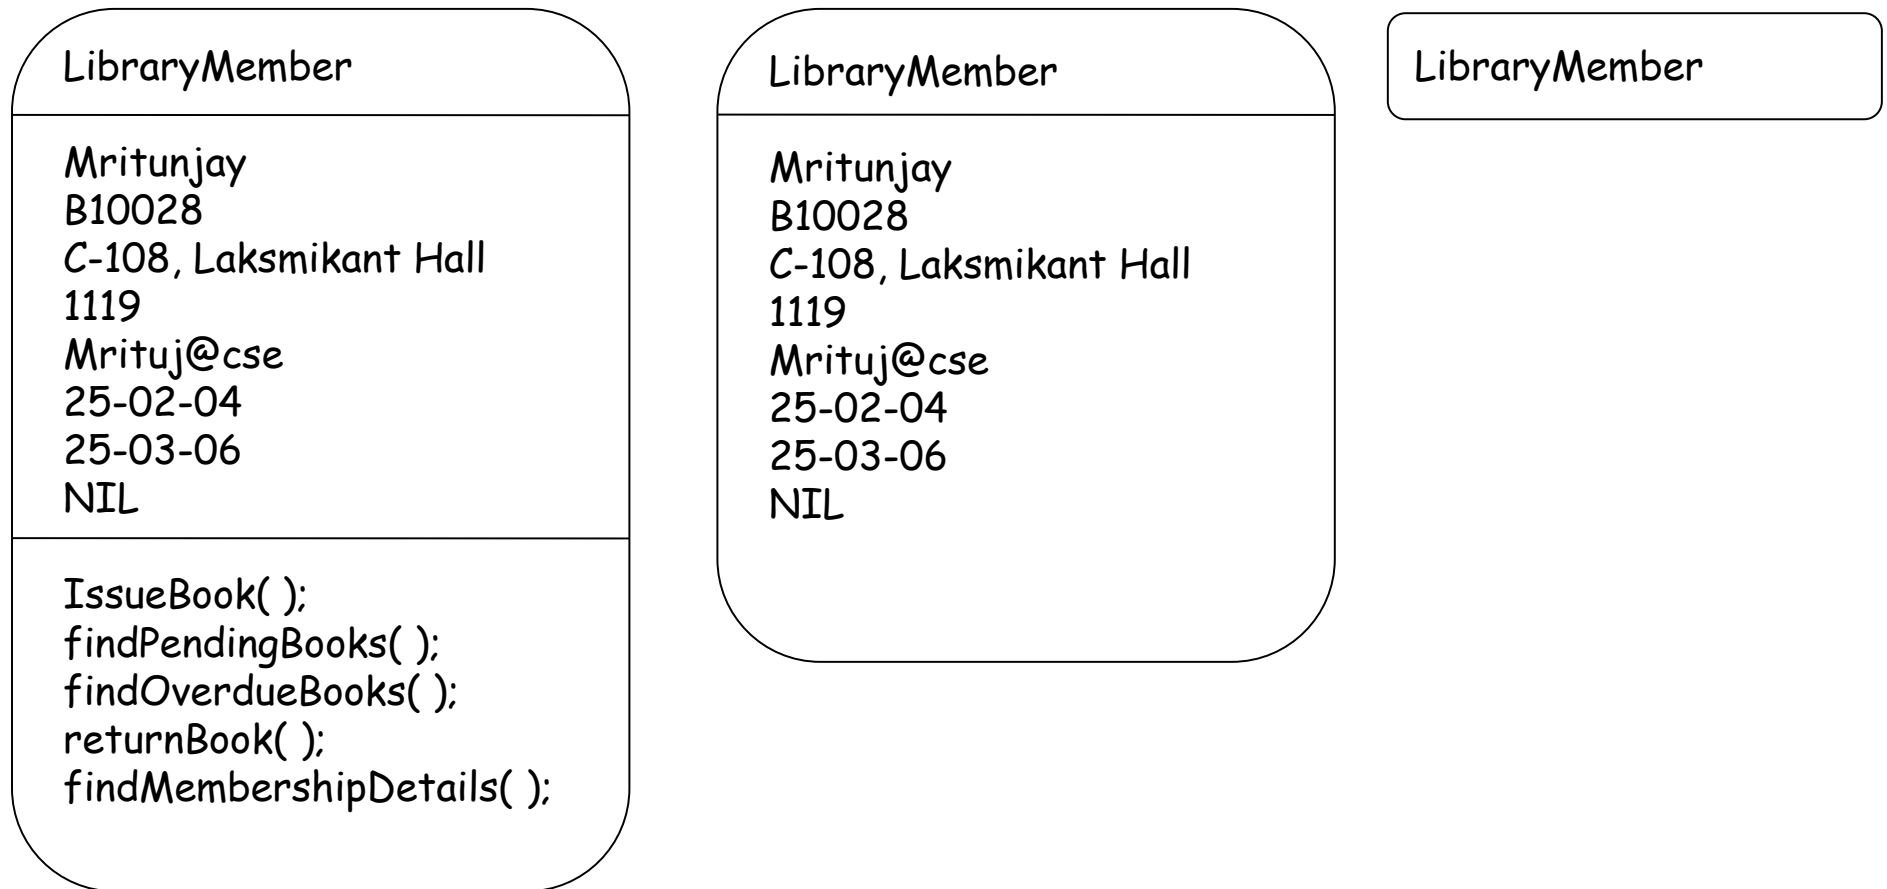 LibraryMember
Mritunjay
B10028
C-108, Laksmikant Hall
1119
Mrituj@cse
25-02-04
25-03-06
NIL
IssueBook( );
findPendingBooks( );
findOverdueBooks( );
returnBook( );
findMembershipDetails( );
LibraryMember
Mritunjay
B10028
C-108, Laksmikant Hall
1119
Mrituj@cse
25-02-04
25-03-06
NIL
LibraryMember